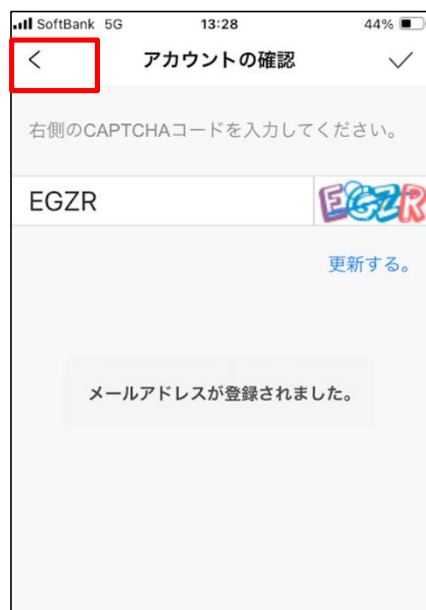 SoftBank 5G 13:28 44%
アカウントの確認
右側のCAPTCHAコードを入力してください。
EGZR EGZR
更新する。
メールアドレスが登録されました。